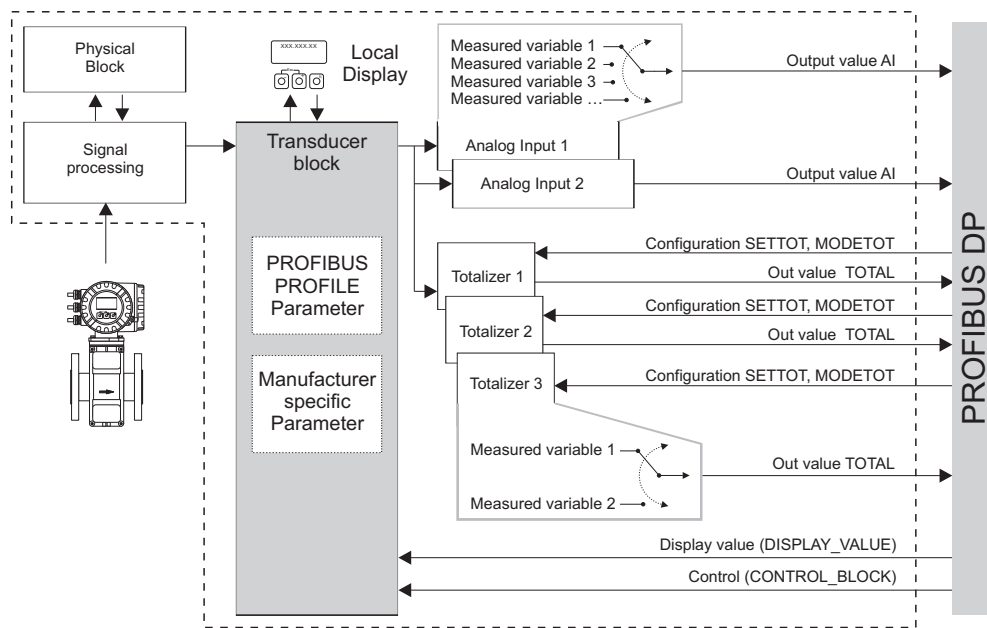 Physical
Block
Signal
processing
xxx.xxx.xx
Local
Display
Transducer
block
PROFIBUS
PROFILE
Parameter
Manufacturer
specific
Parameter
Measured variable 1
Measured variable 2
Measured variable 3
Measured variable …
Analog Input 1
Output value AI
Analog Input 2
Output value AI
Totalizer 1
Configuration SETTOT, MODETOT
Out value TOTAL
Totalizer 2
Configuration SETTOT, MODETOT
Out value TOTAL
Totalizer 3
Configuration SETTOT, MODETOT
Measured variable 1
Measured variable 2
Out value TOTAL
Display value (DISPLAY_VALUE)
Control (CONTROL_BLOCK)
PROFIBUS DP